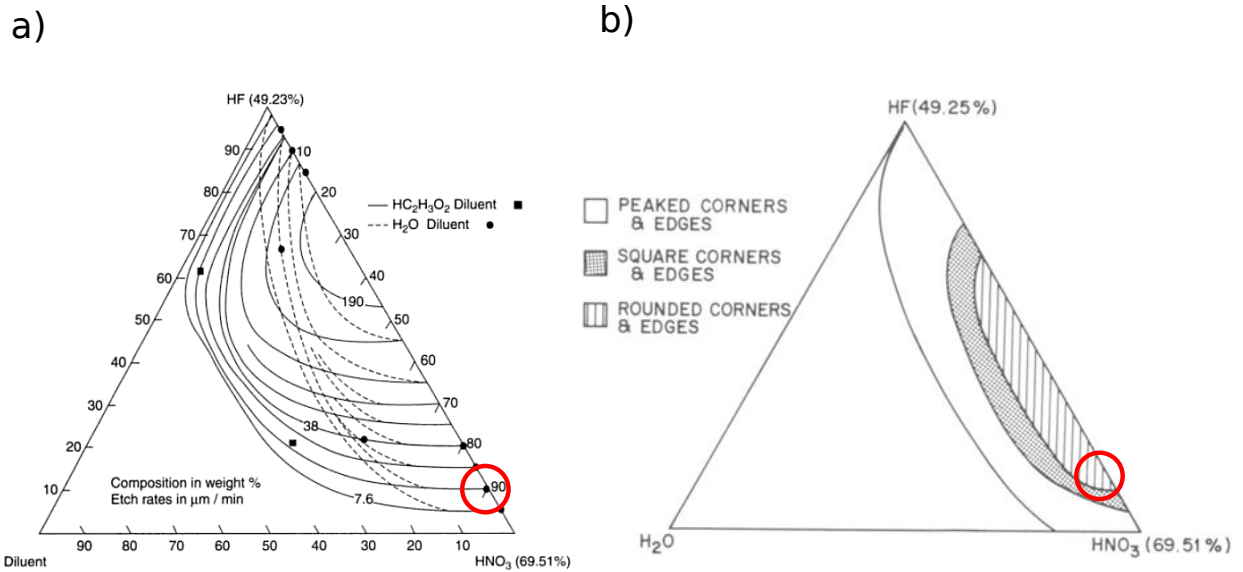 a)
b)
HF (49.23%)
90
10
80
20
HC₂H₃O₂ Diluent
H₂O Diluent
70
30
60
40
190
50
50
40
60
30
70
38
20
80
Composition in weight %
Etch rates in µm / min
10
7.6
90
90
80
70
60
50
40
30
20
10
Diluent
HNO₃ (69.51%)
HF(49.25%)
PEAKED CORNERS
& EDGES
SQUARE CORNERS
& EDGES
ROUNDED CORNERS
& EDGES
H₂O
HNO₃ (69.51%)